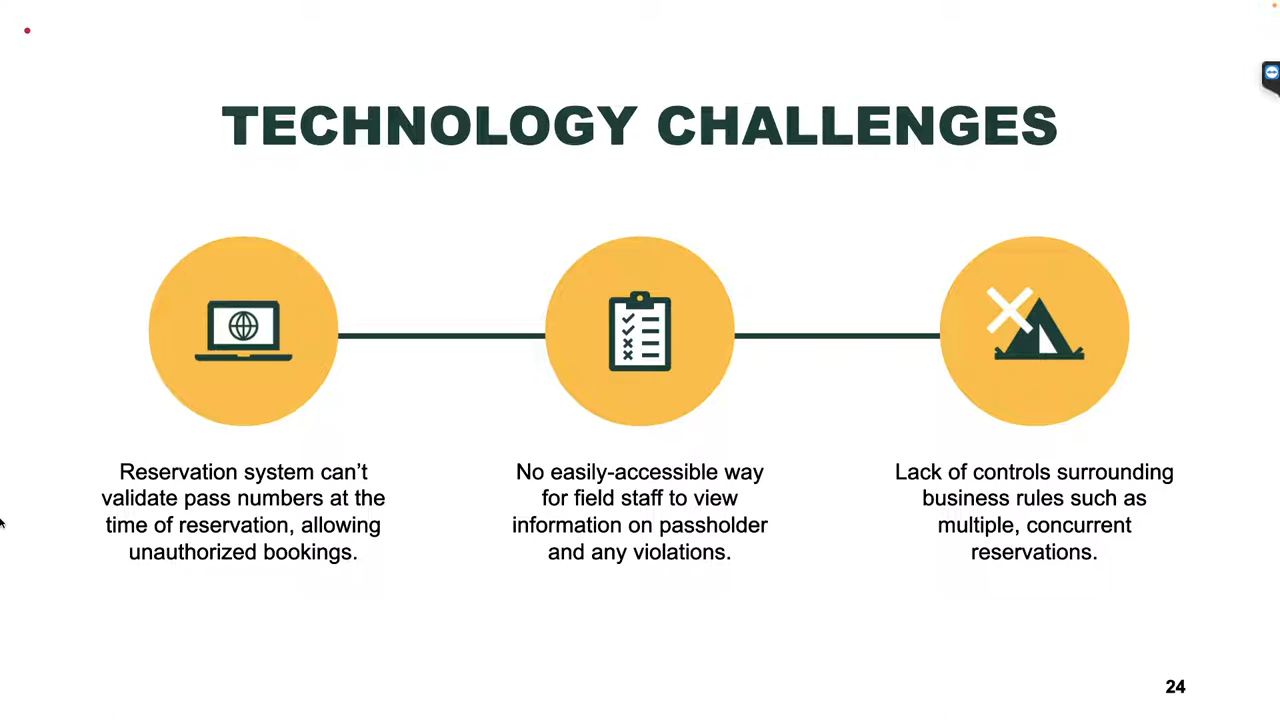 TECHNOLOGY CHALLENGES
Reservation system can’t
validate pass numbers at the
time of reservation, allowing
unauthorized bookings.
No easily-accessible way
for field staff to view
information on passholder
and any violations.
Lack of controls surrounding
business rules such as
multiple, concurrent
reservations.
24